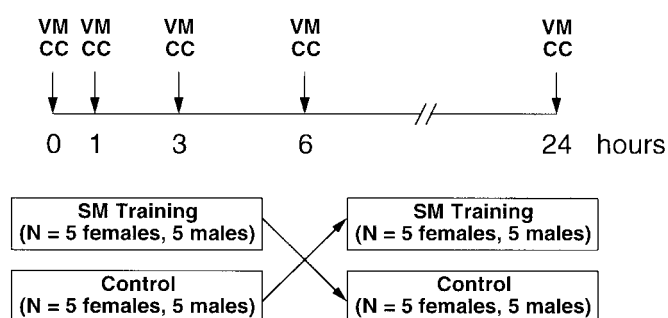 VM VM VM VM VM
CC CC CC CC CC
0 1 3 6 24 hours
SM Training
(N = 5 females, 5 males)
SM Training
(N = 5 females, 5 males)
Control
(N = 5 females, 5 males)
Control
(N = 5 females, 5 males)